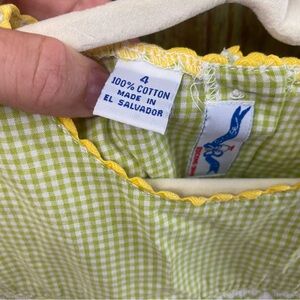 4
100% COTTON
MADE IN
EL SALVADOR